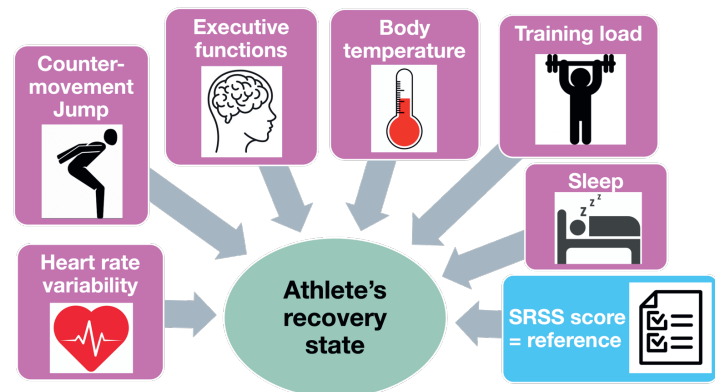 Counter-
movement
Jump
Executive
functions
Body
temperature
Training load
Sleep
z z z
Heart rate
variability
Athlete's
recovery
state
SRSS score
= reference